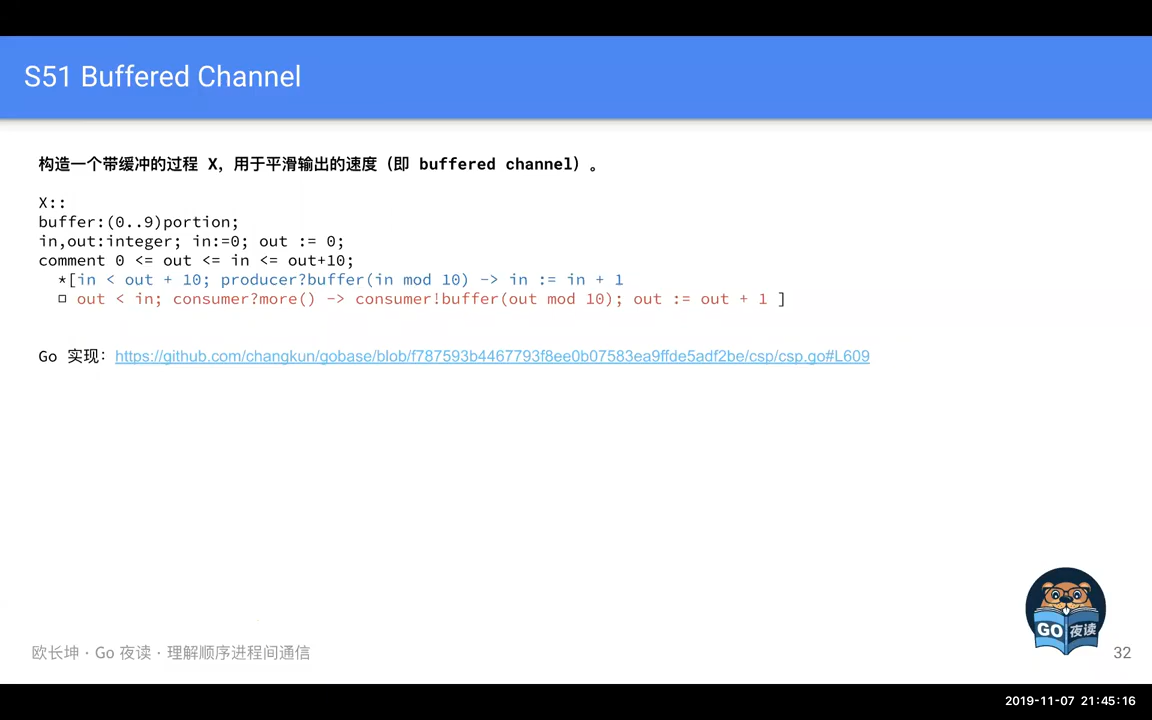 S51 Buffered Channel
构造一个带缓冲的过程 X，用于平滑输出的速度（即 buffered channel）。
X::
buffer:(0..9)portion;
in,out:integer; in:=0; out := 0;
comment 0 <= out <= in <= out+10;
*[in < out + 10; producer?buffer(in mod 10) -> in := in + 1
□ out < in; consumer?more() -> consumer!buffer(out mod 10); out := out + 1 ]
Go 实现：https://github.com/changkun/gobase/blob/f787593b4467793f8ee0b07583ea9ffde5adf2be/csp/csp.go#L609
GO 夜读
欧长坤 · Go 夜读 · 理解顺序进程间通信
32
2019-11-07 21:45:16